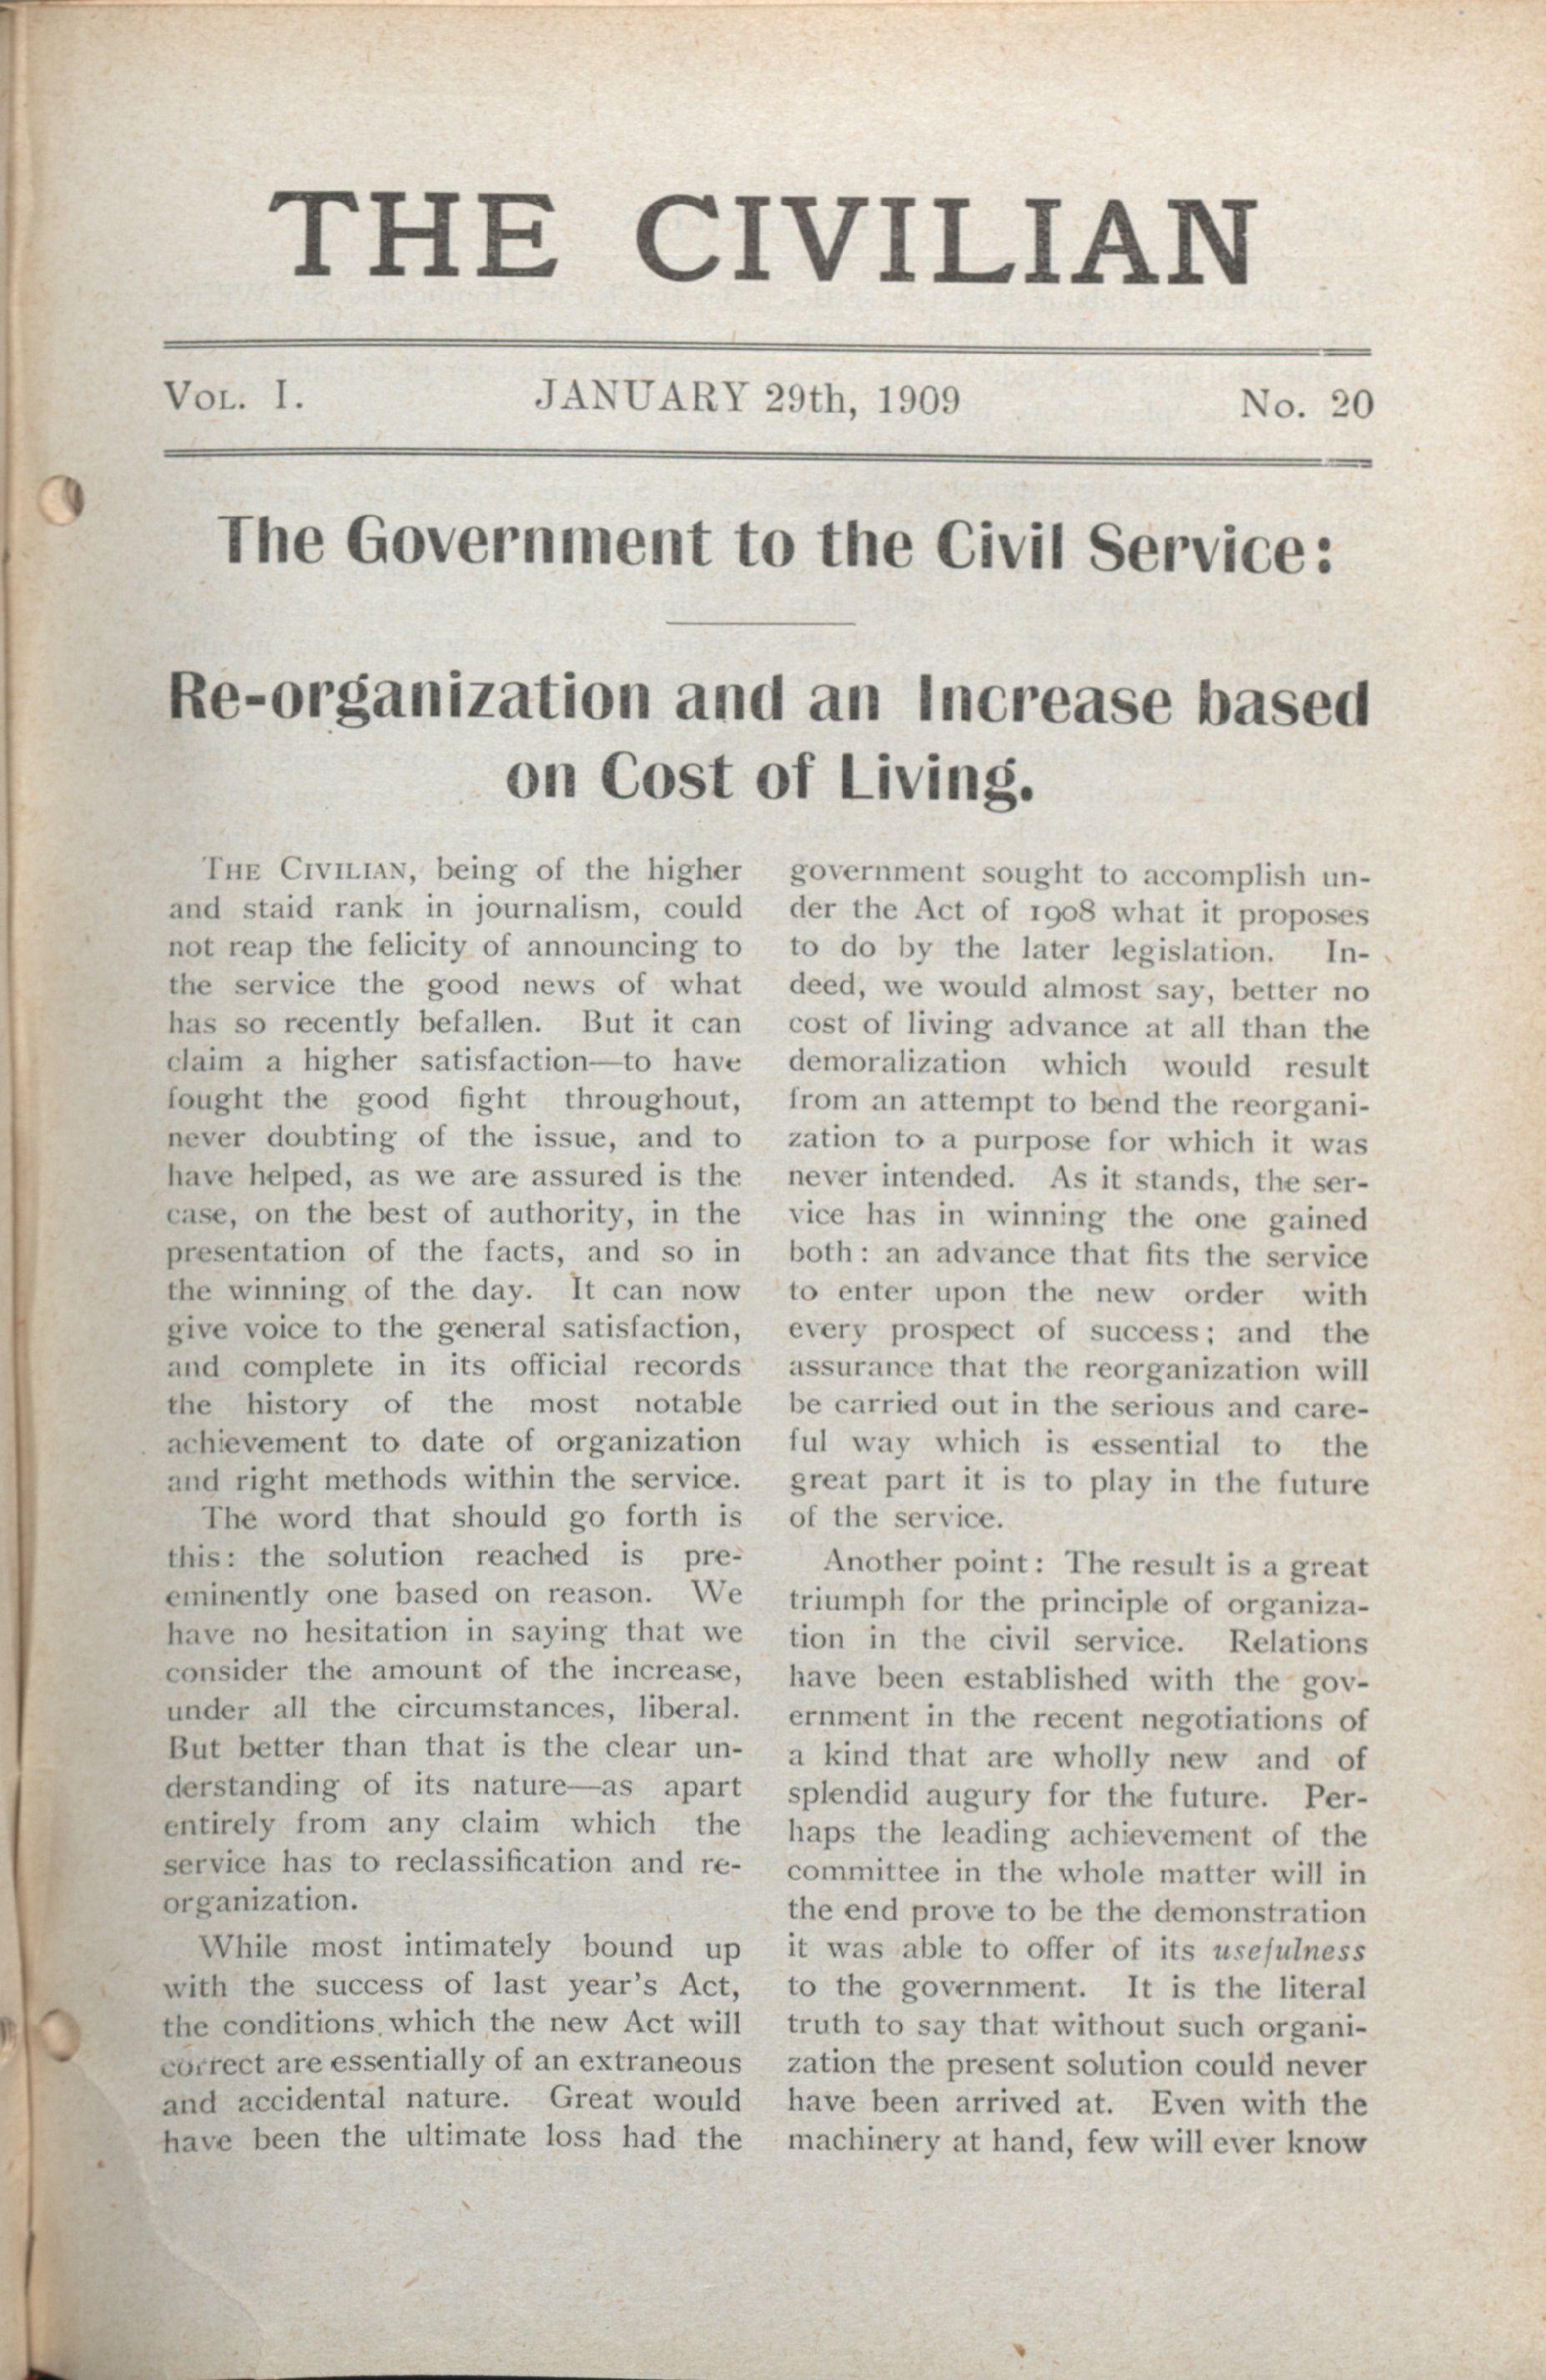 THE CIVILIAN
VOL. I.
JANUARY 29th, 1909
No. 20
The Government to the Civil Service:
Re-organization and an Increase based
on Cost of Living.
THE CIVILIAN, being of the higher
and staid rank in journalism, could
not reap the felicity of announcing to
the service the good news of what
has so recently befallen. But it can
claim a higher satisfaction—to have
fought the good fight throughout,
never doubting of the issue, and to
have helped, as we are assured is the
case, on the best of authority, in the
presentation of the facts, and so in
the winning of the day. It can now
give voice to the general satisfaction,
and complete in its official records
the history of the most notable
achievement to date of organization
and right methods within the service.
The word that should go forth is
this: the solution reached is pre-
eminently one based on reason. We
have no hesitation in saying that we
consider the amount of the increase,
under all the circumstances, liberal.
But better than that is the clear un-
derstanding of its nature—as apart
entirely from any claim which the
service has to reclassification and re-
organization.
While most intimately bound up
with the success of last year's Act,
the conditions which the new Act will
correct are essentially of an extraneous
and accidental nature. Great would
have been the ultimate loss had the
government sought to accomplish un-
der the Act of 1908 what it proposes
to do by the later legislation. In-
deed, we would almost say, better no
cost of living advance at all than the
demoralization which would result
from an attempt to bend the reorgani-
zation to a purpose for which it was
never intended. As it stands, the ser-
vice has in winning the one gained
both: an advance that fits the service
to enter upon the new order with
every prospect of success; and the
assurance that the reorganization will
be carried out in the serious and care-
ful way which is essential to the
great part it is to play in the future
of the service.
Another point: The result is a great
triumph for the principle of organiza-
tion in the civil service. Relations
have been established with the gov-
ernment in the recent negotiations of
a kind that are wholly new and of
splendid augury for the future. Per-
haps the leading achievement of the
committee in the whole matter will in
the end prove to be the demonstration
it was able to offer of its usefulness
to the government. It is the literal
truth to say that without such organi-
zation the present solution could never
have been arrived at. Even with the
machinery at hand, few will ever know